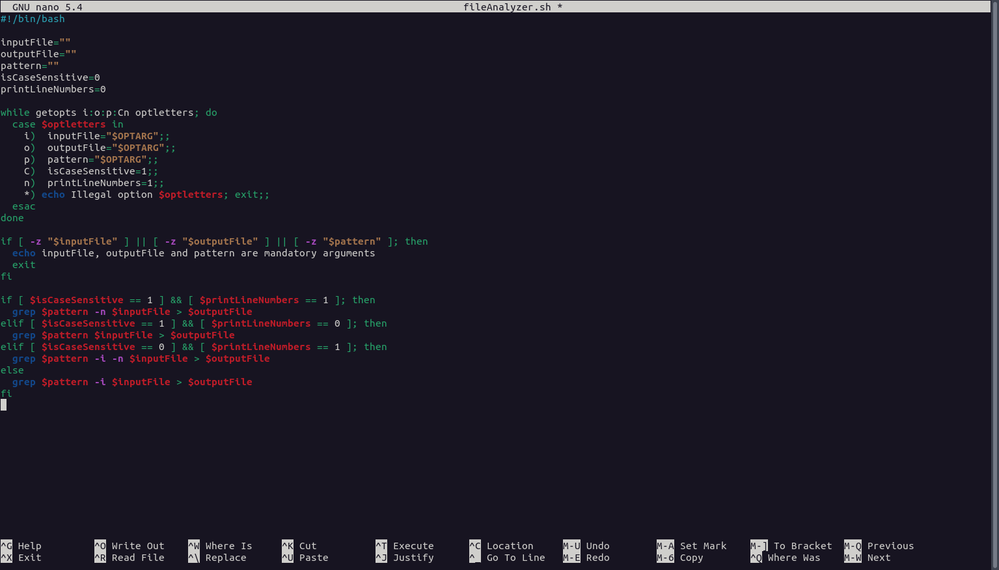 GNU nano 5.4 fileAnalyzer.sh *
#!/bin/bash

inputFile=""
outputFile=""
pattern=""
isCaseSensitive=0
printLineNumbers=0

while getopts i:o:p:Cn optletters; do
  case $optletters in
    i)  inputFile="$OPTARG";;
    o)  outputFile="$OPTARG";;
    p)  pattern="$OPTARG";;
    C)  isCaseSensitive=1;;
    n)  printLineNumbers=1;;
    *) echo Illegal option $optletters; exit;;
  esac
done

if [ -z "$inputFile" ] || [ -z "$outputFile" ] || [ -z "$pattern" ]; then
  echo inputFile, outputFile and pattern are mandatory arguments
  exit
fi

if [ $isCaseSensitive == 1 ] && [ $printLineNumbers == 1 ]; then
  grep $pattern -n $inputFile > $outputFile
elif [ $isCaseSensitive == 1 ] && [ $printLineNumbers == 0 ]; then
  grep $pattern $inputFile > $outputFile
elif [ $isCaseSensitive == 0 ] && [ $printLineNumbers == 1 ]; then
  grep $pattern -i -n $inputFile > $outputFile
else
  grep $pattern -i $inputFile > $outputFile
fi

^G Help ^O Write Out ^W Where Is ^K Cut ^T Execute ^C Location M-U Undo M-A Set Mark M-] To Bracket M-Q Previous
^X Exit ^R Read File ^\ Replace ^U Paste ^J Justify ^_ Go To Line M-E Redo M-6 Copy ^Q Where Was M-W Next